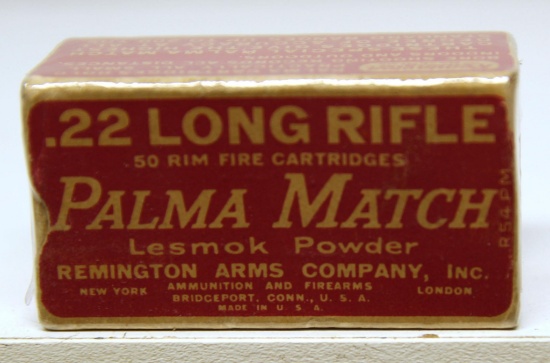 .22 LONG RIFLE
50 RIM FIRE CARTRIDGES
PALMA MATCH
Lesmok Powder
REMINGTON ARMS COMPANY, INC.
NEW YORK AMMUNITION AND FIREARMS LONDON
BRIDGEPORT, CONN., U. S. A.
MADE IN U. S. A.
R54PM